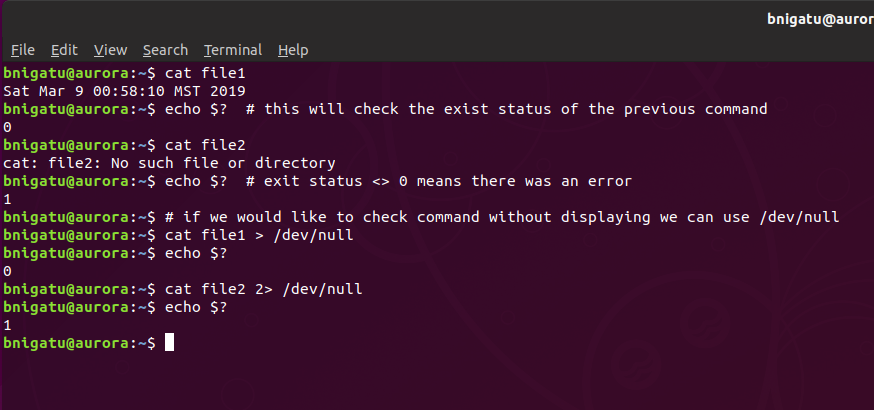 bnigatu@auror
File Edit View Search Terminal Help
bnigatu@aurora:~$ cat file1
Sat Mar 9 00:58:10 MST 2019
bnigatu@aurora:~$ echo $?  # this will check the exist status of the previous command
0
bnigatu@aurora:~$ cat file2
cat: file2: No such file or directory
bnigatu@aurora:~$ echo $?  # exit status <> 0 means there was an error
1
bnigatu@aurora:~$ # if we would like to check command without displaying we can use /dev/null
bnigatu@aurora:~$ cat file1 > /dev/null
bnigatu@aurora:~$ echo $?
0
bnigatu@aurora:~$ cat file2 2> /dev/null
bnigatu@aurora:~$ echo $?
1
bnigatu@aurora:~$